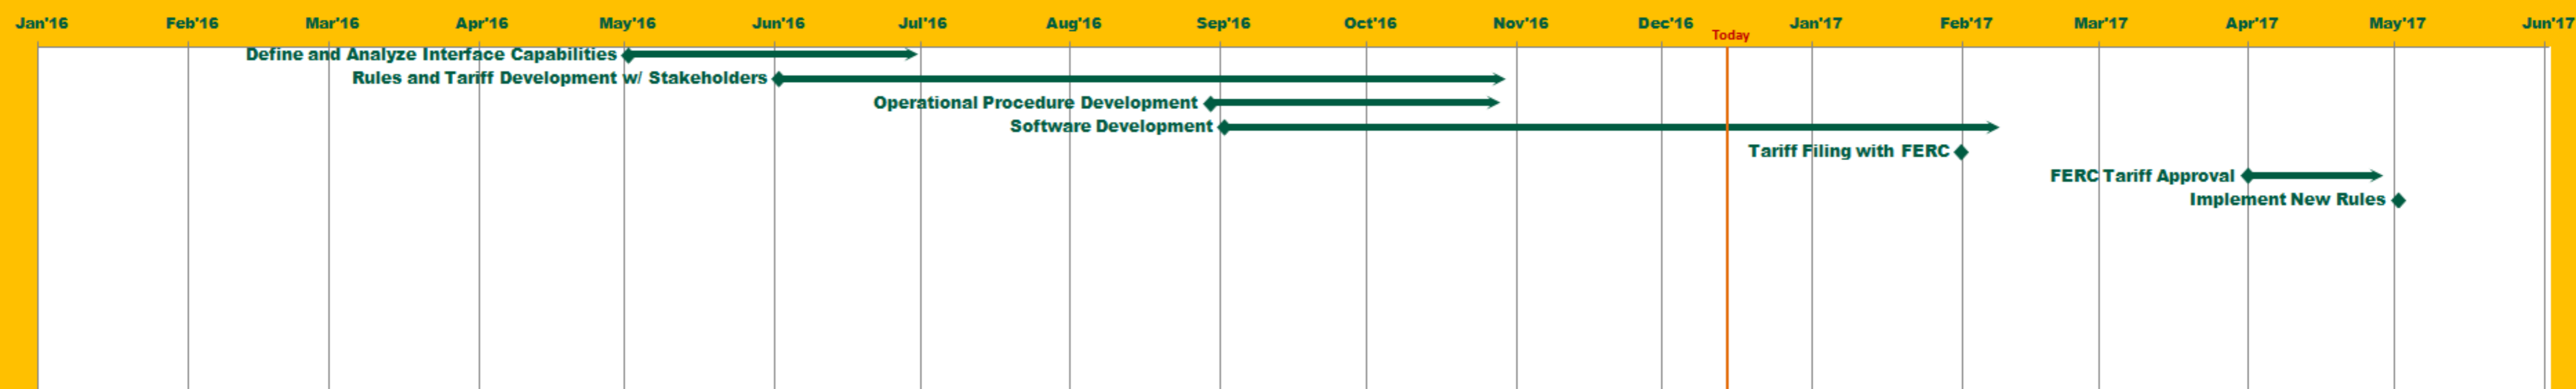 Jan'16 Feb'16 Mar'16 Apr'16 May'16 Jun'16 Jul'16 Aug'16 Sep'16 Oct'16 Nov'16 Dec'16 Jan'17 Feb'17 Mar'17 Apr'17 May'17 Jun'17
Today
Define and Analyze Interface Capabilities
Rules and Tariff Development w/ Stakeholders
Operational Procedure Development
Software Development
Tariff Filing with FERC
FERC Tariff Approval
Implement New Rules